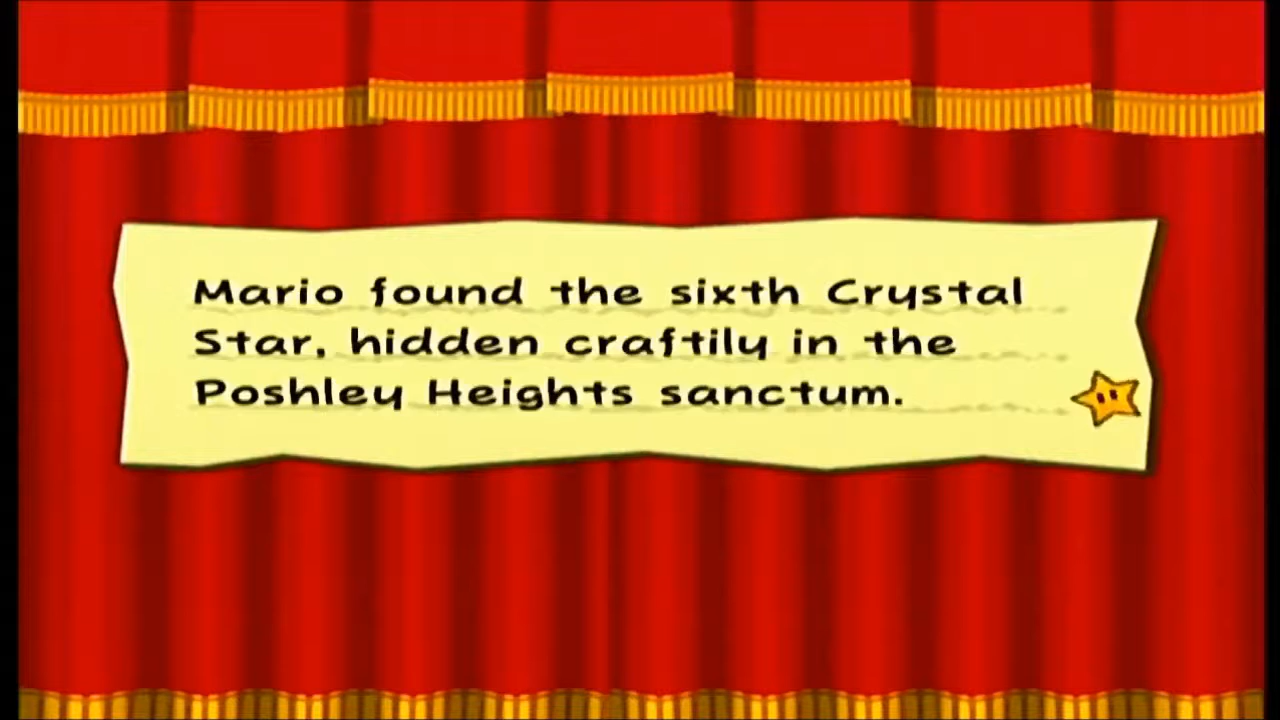 Mario found the sixth Crystal
Star, hidden craftily in the
Poshley Heights sanctum.